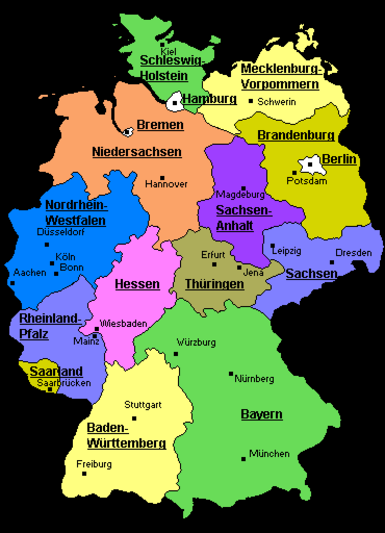 Kiel
Schleswig-
Holstein
Mecklenburg-
Vorpommern
Hamburg
Schwerin
Bremen
Brandenburg
Niedersachsen
Berlin
Potsdam
Hannover
Magdeburg
Nordrhein-
Westfalen
Sachsen-
Anhalt
Düsseldorf
Leipzig
Dresden
Köln
Erfurt
Bonn
Jena
Sachsen
Aachen
Hessen
Thüringen
Rheinland-
Pfalz
Wiesbaden
Mainz
Würzburg
Saarland
Saarbrücken
Nürnberg
Stuttgart
Bayern
Baden-
Württemberg
München
Freiburg